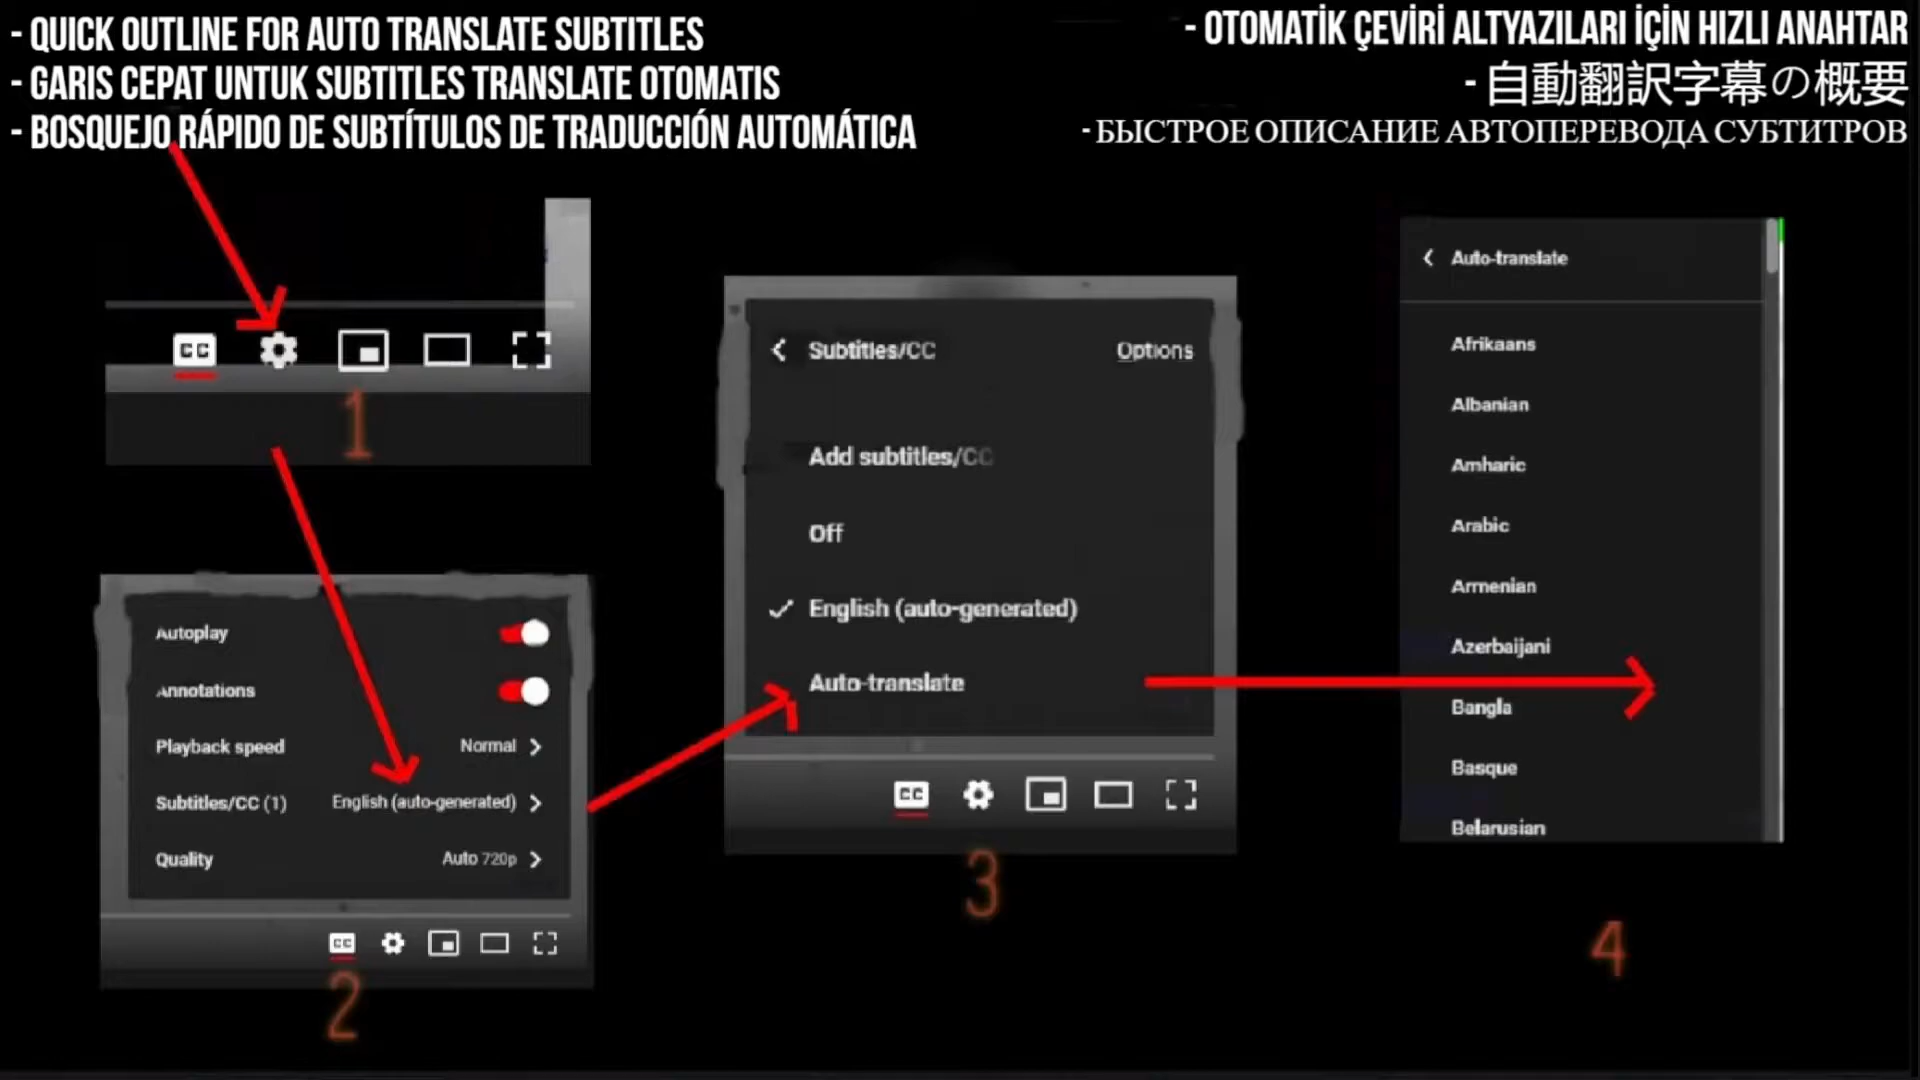 - QUICK OUTLINE FOR AUTO TRANSLATE SUBTITLES
- GARIS CEPAT UNTUK SUBTITLES TRANSLATE OTOMATIS
- BOSQUEJO RÁPIDO DE SUBTÍTULOS DE TRADUCCIÓN AUTOMÁTICA
- OTOMATİK ÇEVİRİ ALTYAZILARI İÇİN HIZLI ANAHTAR
- 自動翻訳字幕の概要
- БЫСТРОЕ ОПИСАНИЕ АВТОПЕРЕВОДА СУБТИТРОВ
CC
1
Autoplay
Annotations
Playback speed Normal
Subtitles/CC (1) English (auto-generated)
Quality Auto 720p
CC
2
Subtitles/CC Options
Add subtitles/CC
Off
English (auto-generated)
Auto-translate
CC
3
Auto-translate
Afrikaans
Albanian
Amharic
Arabic
Armenian
Azerbaijani
Bangla
Basque
Belarusian
4